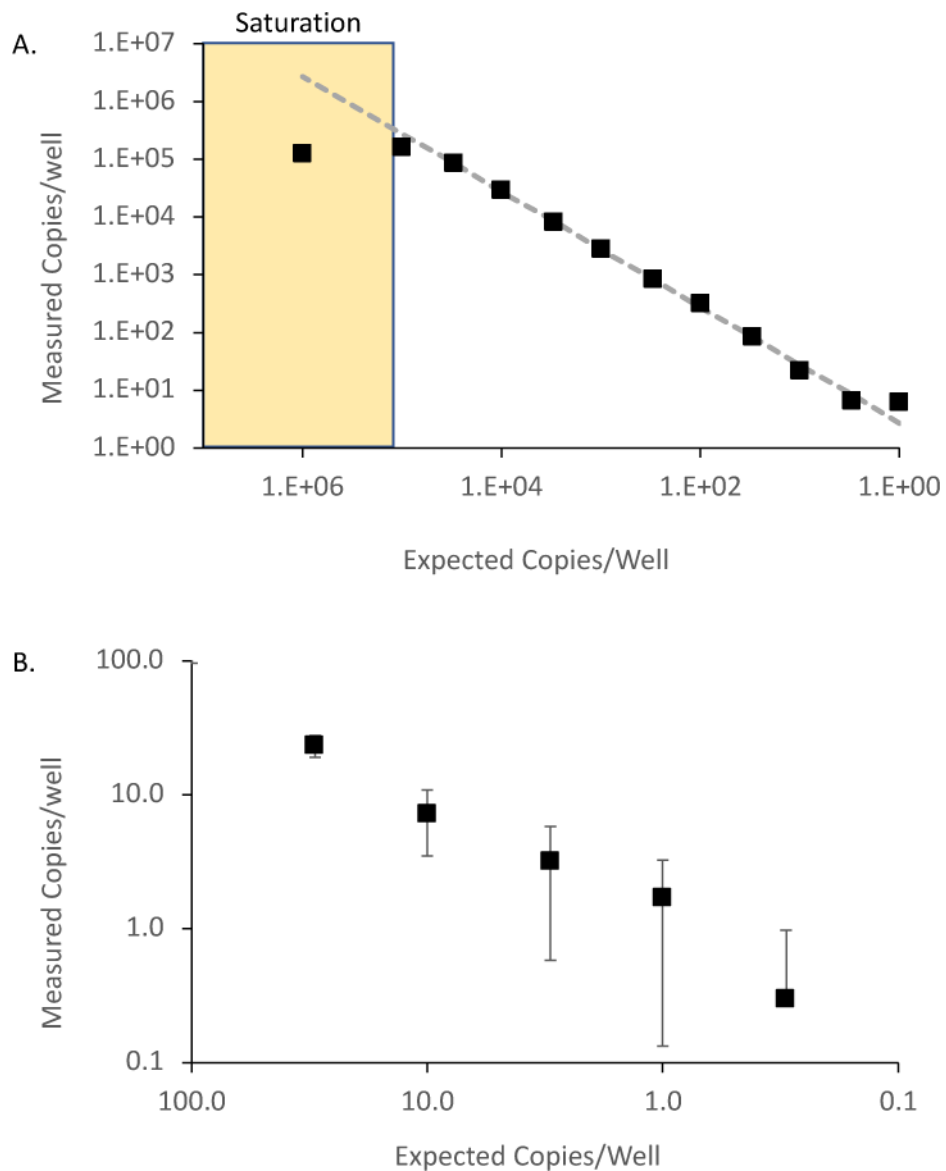 A.
Saturation
1.E+07
1.E+06
1.E+05
1.E+04
1.E+03
1.E+02
1.E+01
1.E+00
Measured Copies/well
1.E+06 1.E+04 1.E+02 1.E+00
Expected Copies/Well
B.
100.0
10.0
1.0
0.1
Measured Copies/well
100.0 10.0 1.0 0.1
Expected Copies/Well